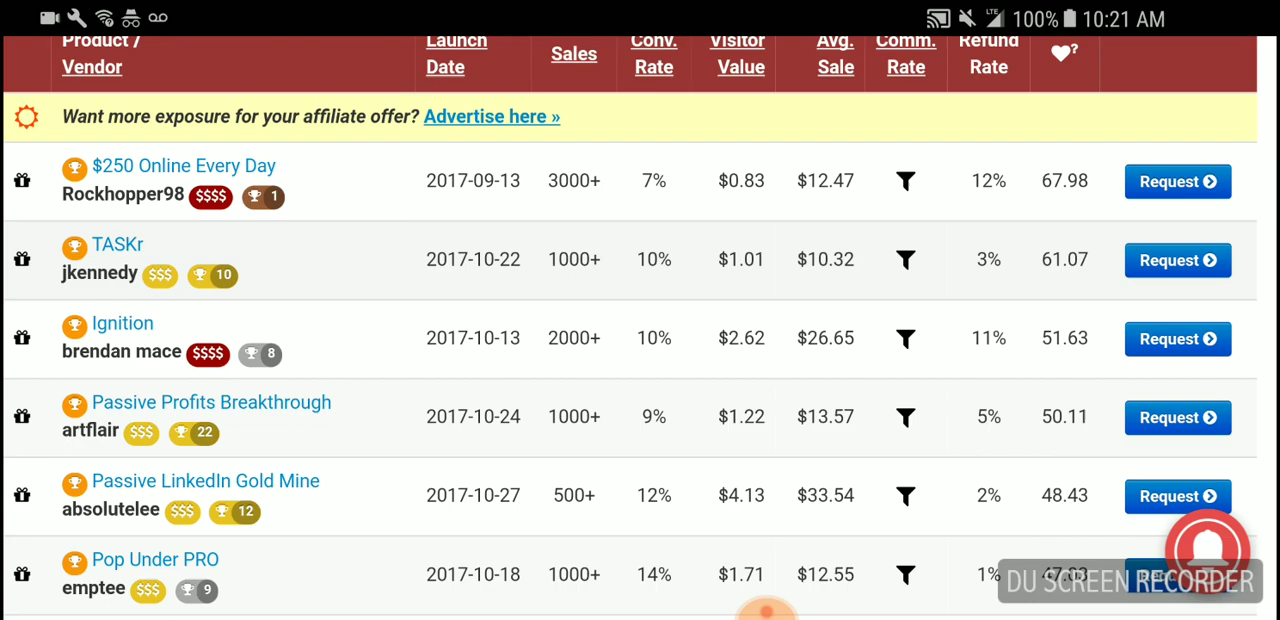 LTE 100% 10:21 AM
Product / Launch Conv. Visitor Avg. Comm. Refund
Vendor Date Sales Rate Value Sale Rate Rate ?
Want more exposure for your affiliate offer? Advertise here »
$250 Online Every Day
Rockhopper98 $$$$ 1 2017-09-13 3000+ 7% $0.83 $12.47 12% 67.98 Request
TASKr
jkennedy $$$ 10 2017-10-22 1000+ 10% $1.01 $10.32 3% 61.07 Request
Ignition
brendan mace $$$$ 8 2017-10-13 2000+ 10% $2.62 $26.65 11% 51.63 Request
Passive Profits Breakthrough
artflair $$$ 22 2017-10-24 1000+ 9% $1.22 $13.57 5% 50.11 Request
Passive LinkedIn Gold Mine
absolutelee $$$ 12 2017-10-27 500+ 12% $4.13 $33.54 2% 48.43 Request
Pop Under PRO
emptee $$$ 9 2017-10-18 1000+ 14% $1.71 $12.55 1%
DU SCREEN RECORDER